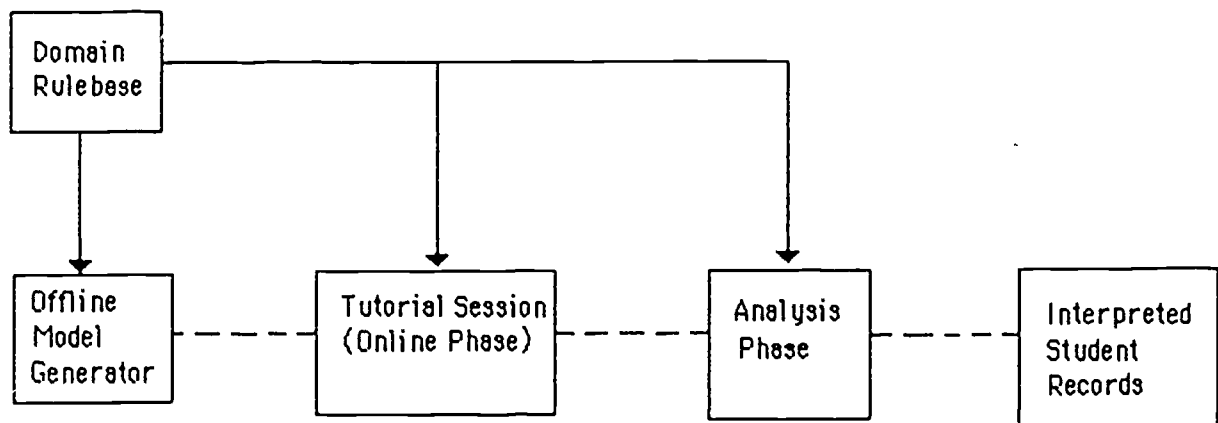 Domain
Rulebase
Offline
Model
Generator
Tutorial Session
(Online Phase)
Analysis
Phase
Interpreted
Student
Records